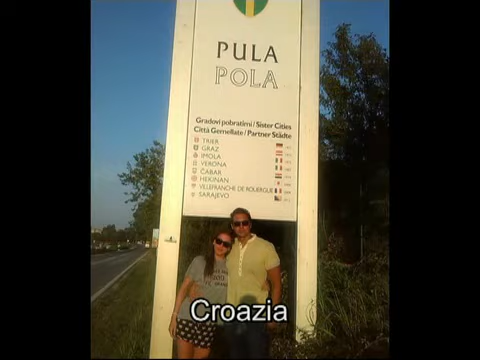 PULA
POLA
Gradovi pobratimi / Sister Cities
Città Gemellate / Partner Städte
TRIER
GRAZ
IMOLA
VERONA
ČABAR
HEKINAN
VILLEFRANCHE DE ROUERGUE
SARAJEVO
Croazia